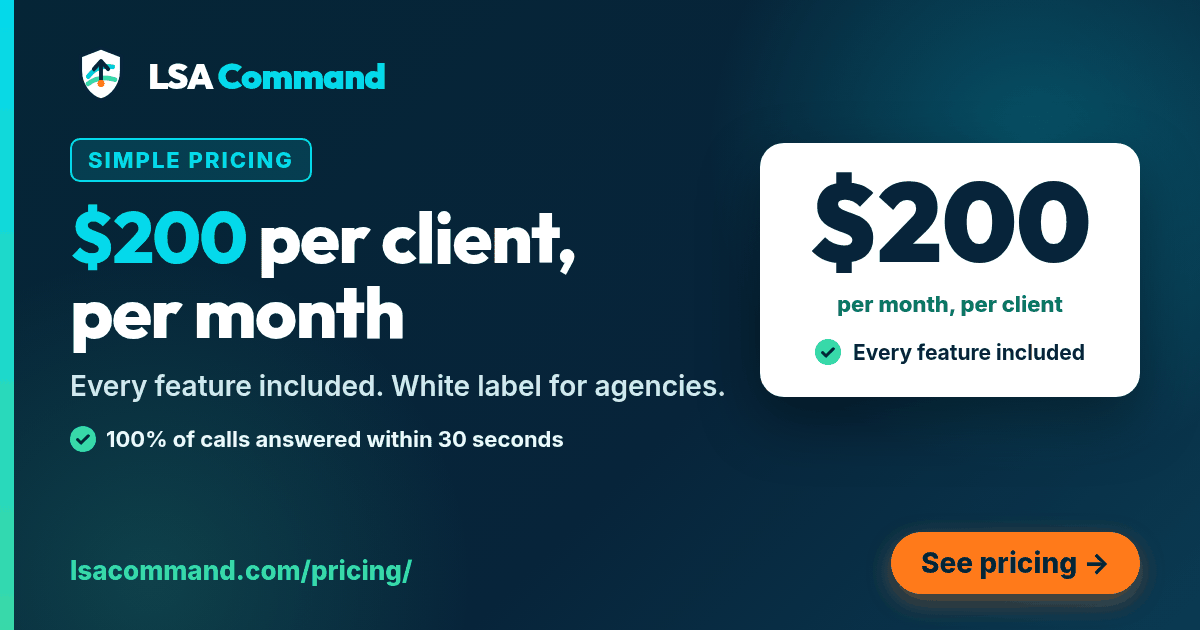 LSA Command
SIMPLE PRICING
$200 per client,
per month
Every feature included. White label for agencies.
100% of calls answered within 30 seconds
$200
per month, per client
Every feature included
lsacommand.com/pricing/
See pricing →